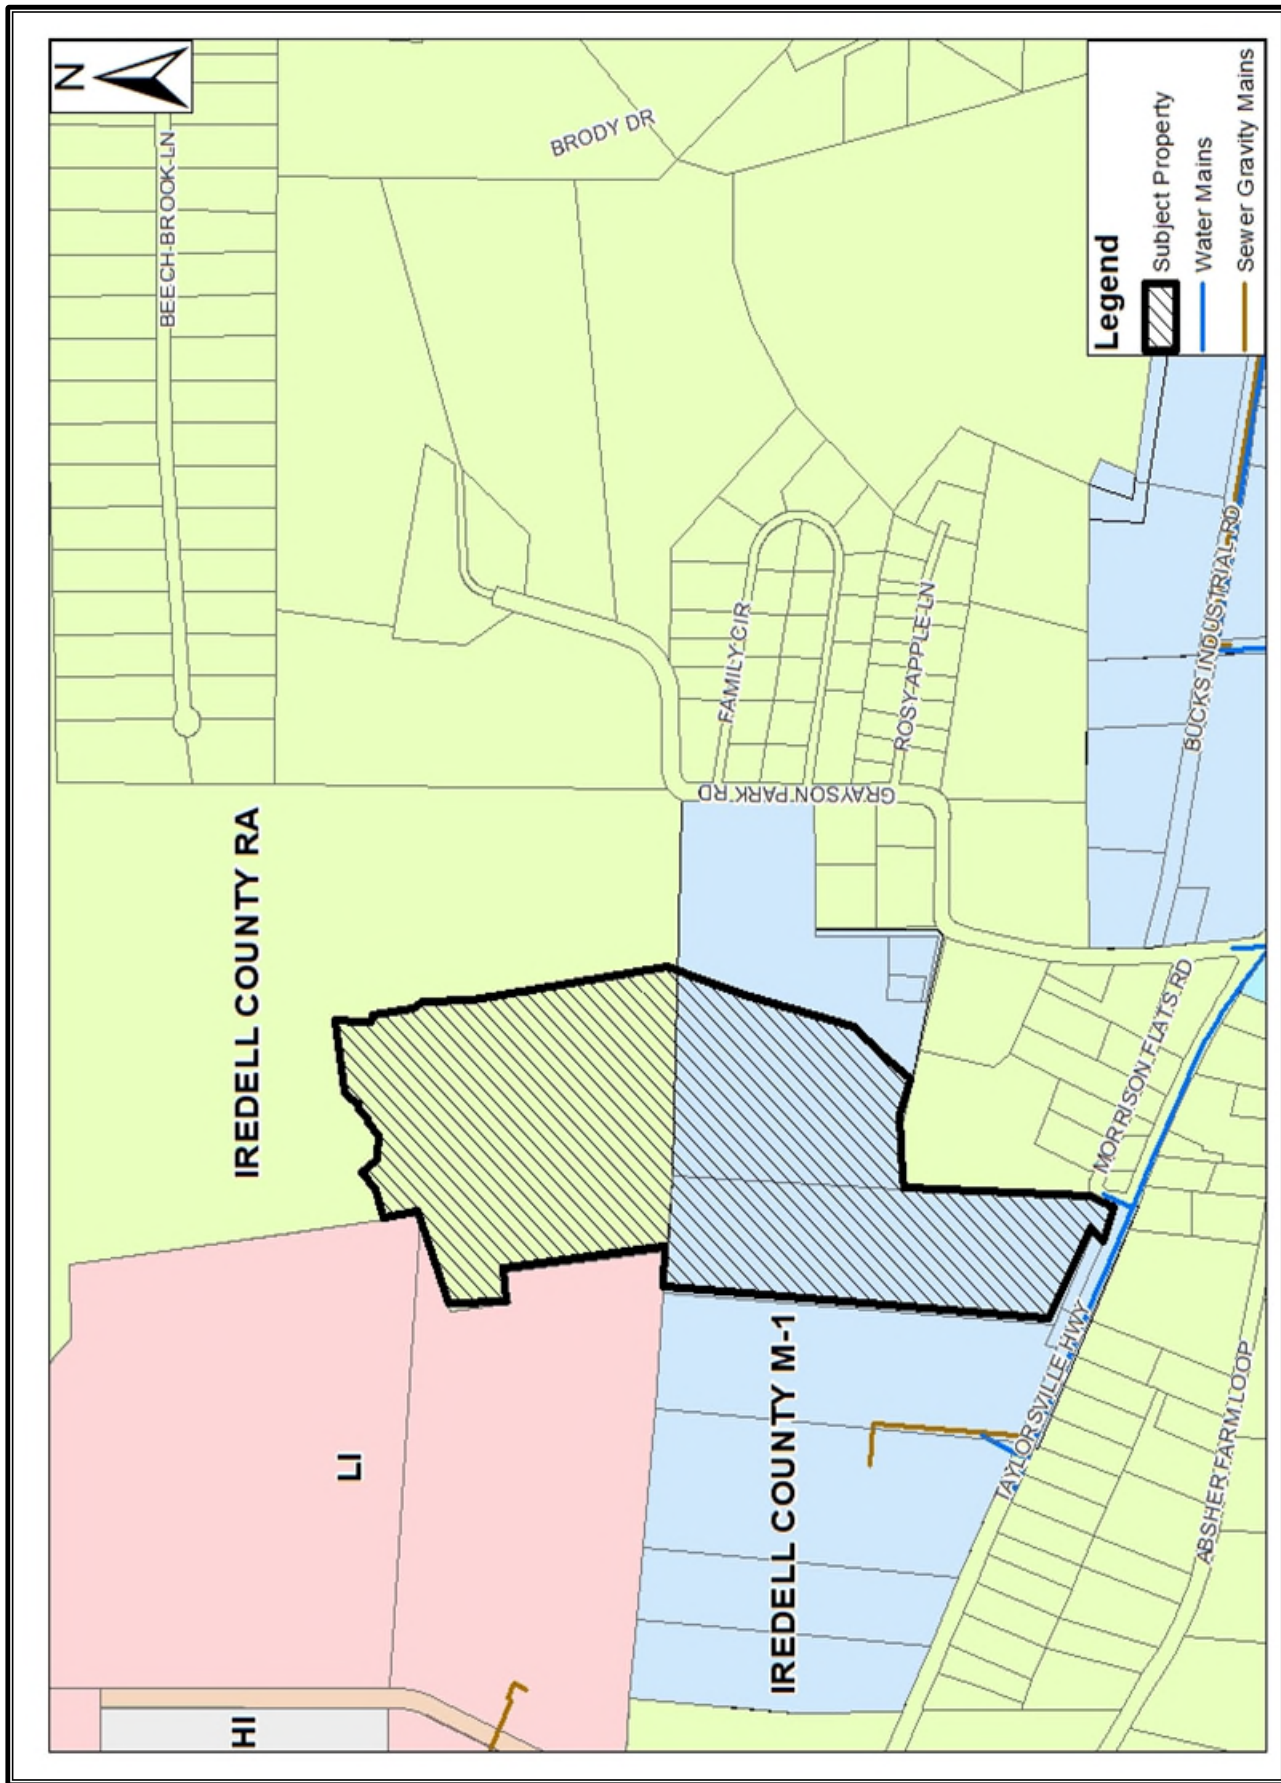 N
BEECH-BROOK-LN
BRODY DR
IREDELL COUNTY RA
FAMILY CIR
ROSY-APPLE-LN
GRAYSON PARK RD
LI
HI
IREDELL COUNTY M-1
BUCKS INDUSTRIAL RD
MORRISON FLATS RD
TAYLORSVILLE HWY
ABSHER FARM LOOP
Legend
Subject Property
Water Mains
Sewer Gravity Mains